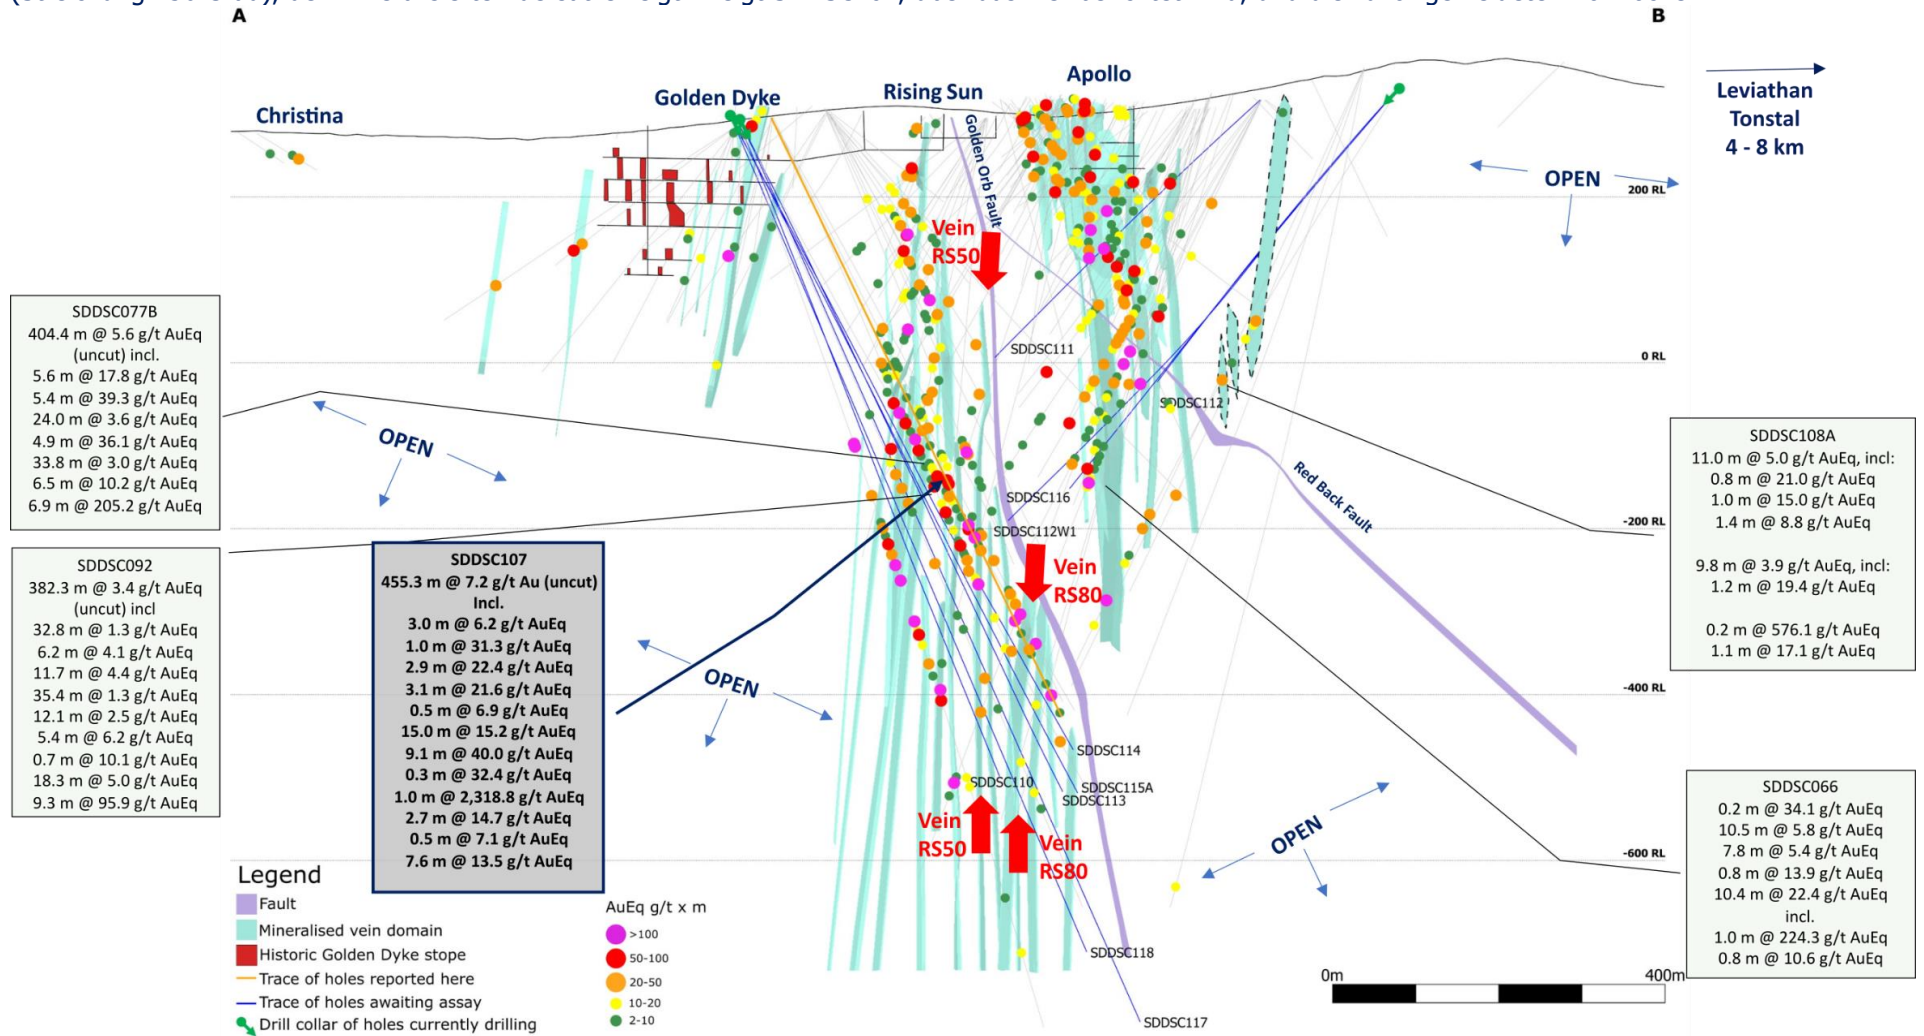 A
B
Christina
Golden Dyke
Rising Sun
Apollo
Leviathan
Tonstal
4 - 8 km
OPEN
200 RL
Golden Orb Fault
Vein
RS50
SDDSC111
0 RL
SDDSC112
SDDSC077B
404.4 m @ 5.6 g/t AuEq
(uncut) incl.
5.6 m @ 17.8 g/t AuEq
5.4 m @ 39.3 g/t AuEq
24.0 m @ 3.6 g/t AuEq
4.9 m @ 36.1 g/t AuEq
33.8 m @ 3.0 g/t AuEq
6.5 m @ 10.2 g/t AuEq
6.9 m @ 205.2 g/t AuEq
OPEN
SDDSC108A
11.0 m @ 5.0 g/t AuEq, incl:
0.8 m @ 21.0 g/t AuEq
1.0 m @ 15.0 g/t AuEq
1.4 m @ 8.8 g/t AuEq
9.8 m @ 3.9 g/t AuEq, incl:
1.2 m @ 19.4 g/t AuEq
0.2 m @ 576.1 g/t AuEq
1.1 m @ 17.1 g/t AuEq
Red Back Fault
SDDSC116
-200 RL
SDDSC112W1
Vein
RS80
SDDSC092
382.3 m @ 3.4 g/t AuEq
(uncut) incl
32.8 m @ 1.3 g/t AuEq
6.2 m @ 4.1 g/t AuEq
11.7 m @ 4.4 g/t AuEq
35.4 m @ 1.3 g/t AuEq
12.1 m @ 2.5 g/t AuEq
5.4 m @ 6.2 g/t AuEq
0.7 m @ 10.1 g/t AuEq
18.3 m @ 5.0 g/t AuEq
9.3 m @ 95.9 g/t AuEq
SDDSC107
455.3 m @ 7.2 g/t Au (uncut)
Incl.
3.0 m @ 6.2 g/t AuEq
1.0 m @ 31.3 g/t AuEq
2.9 m @ 22.4 g/t AuEq
3.1 m @ 21.6 g/t AuEq
0.5 m @ 6.9 g/t AuEq
15.0 m @ 15.2 g/t AuEq
9.1 m @ 40.0 g/t AuEq
0.3 m @ 32.4 g/t AuEq
1.0 m @ 2,318.8 g/t AuEq
2.7 m @ 14.7 g/t AuEq
0.5 m @ 7.1 g/t AuEq
7.6 m @ 13.5 g/t AuEq
OPEN
-400 RL
SDDSC114
SDDSC110
SDDSC115A
SDDSC113
Vein
RS50
Vein
RS80
OPEN
-600 RL
SDDSC066
0.2 m @ 34.1 g/t AuEq
10.5 m @ 5.8 g/t AuEq
7.8 m @ 5.4 g/t AuEq
0.8 m @ 13.9 g/t AuEq
10.4 m @ 22.4 g/t AuEq
incl.
1.0 m @ 224.3 g/t AuEq
0.8 m @ 10.6 g/t AuEq
SDDSC118
SDDSC117
0m
400m
Legend
Fault
Mineralised vein domain
Historic Golden Dyke stope
Trace of holes reported here
Trace of holes awaiting assay
Drill collar of holes currently drilling
AuEq g/t x m
>100
50-100
20-50
10-20
2-10